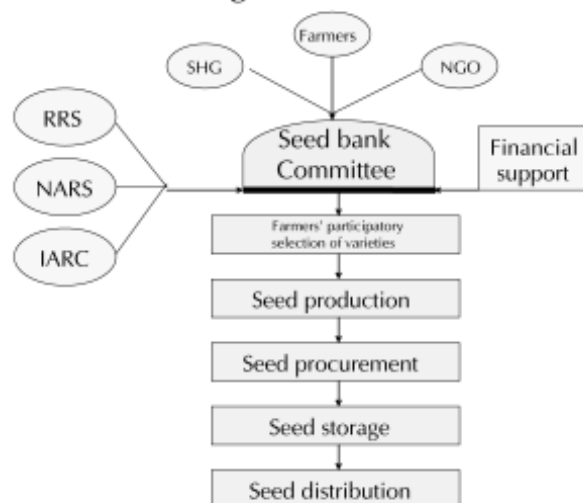 Farmers
SHG
NGO
RRS
NARS
IARC
Seed bank
Committee
Financial
support
Farmers' participatory
selection of varieties
Seed production
Seed procurement
Seed storage
Seed distribution